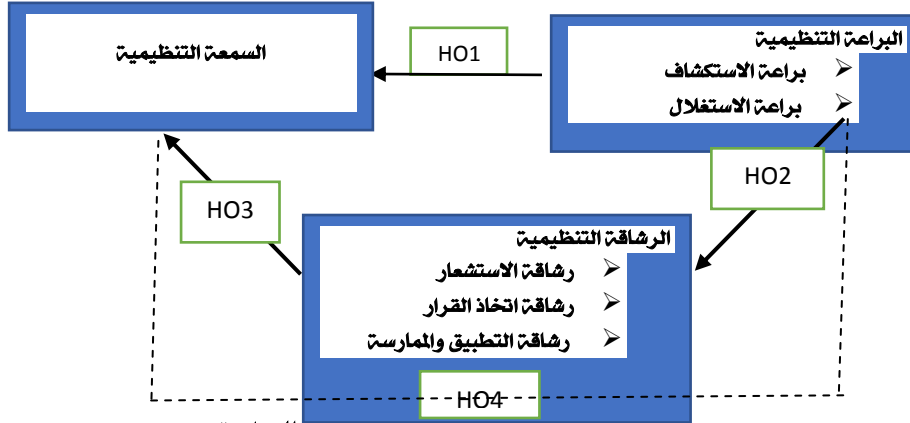 البراعة التنظيمية
براعة الاستكشاف
براعة الاستغلال
HO1
السمعة التنظيمية
HO2
HO3
الرشاقة التنظيمية
رشاقة الاستشعار
رشاقة اتخاذ القرار
رشاقة التطبيق والممارسة
HO4